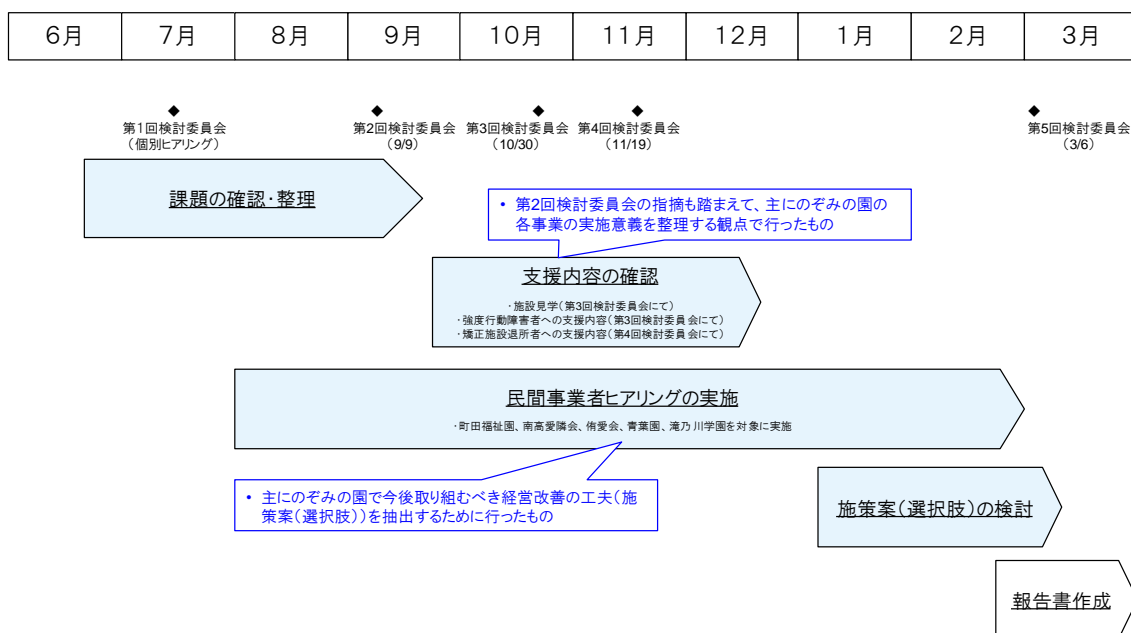 6月 7月 8月 9月 10月 11月 12月 1月 2月 3月
◆ ◆ ◆ ◆ ◆
第1回検討委員会
(個別ヒアリング)
第2回検討委員会
(9/9)
第3回検討委員会
(10/30)
第4回検討委員会
(11/19)
第5回検討委員会
(3/6)
課題の確認・整理
• 第2回検討委員会の指摘も踏まえて、主にのぞみの園の
各事業の実施意義を整理する観点で行ったもの
支援内容の確認
・施設見学(第3回検討委員会にて)
・強度行動障害者への支援内容(第3回検討委員会にて)
・矯正施設退所者への支援内容(第4回検討委員会にて)
民間事業者ヒアリングの実施
・町田福祉園、南高愛隣会、侑愛会、青葉園、滝乃川学園を対象に実施
• 主にのぞみの園で今後取り組むべき経営改善の工夫(施
策案(選択肢))を抽出するために行ったもの
施策案(選択肢)の検討
報告書作成